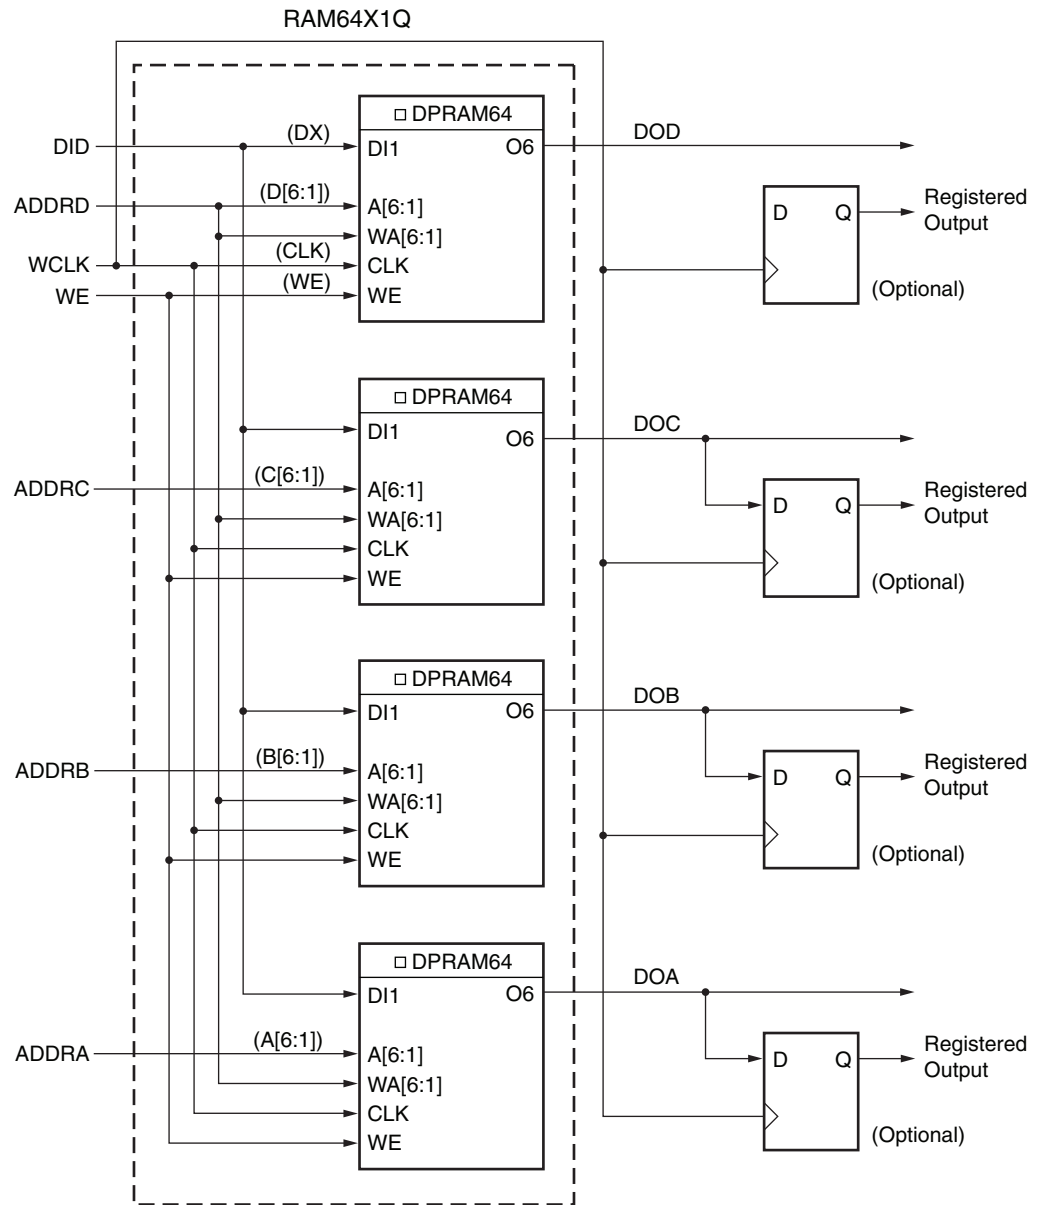 RAM64X1Q
DPRAM64
DID
(DX)
DI1
O6
DOD
ADDRD
(D[6:1])
A[6:1]
WA[6:1]
WCLK
(CLK)
CLK
WE
(WE)
WE
D
Q
Registered
Output
(Optional)
DPRAM64
DI1
O6
DOC
ADDRC
(C[6:1])
A[6:1]
WA[6:1]
CLK
WE
D
Q
Registered
Output
(Optional)
DPRAM64
DI1
O6
DOB
ADDRB
(B[6:1])
A[6:1]
WA[6:1]
CLK
WE
D
Q
Registered
Output
(Optional)
DPRAM64
DI1
O6
DOA
ADDRA
(A[6:1])
A[6:1]
WA[6:1]
CLK
WE
D
Q
Registered
Output
(Optional)